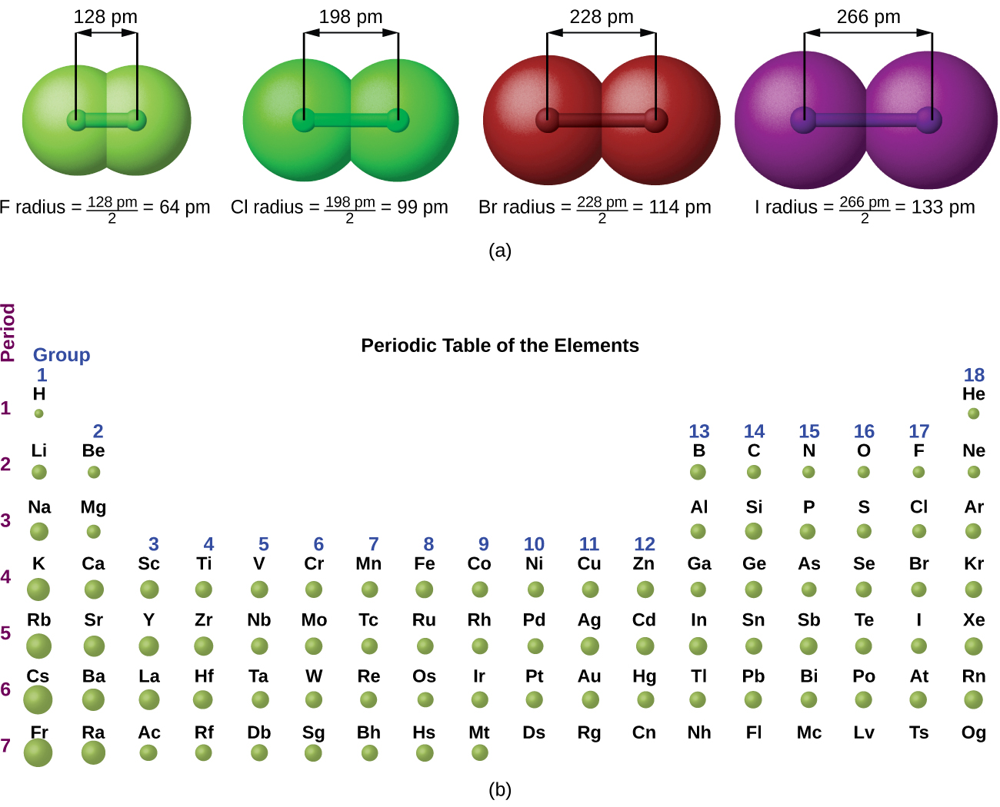 128 pm 198 pm 228 pm 266 pm
F radius = 128 pm/2 = 64 pm Cl radius = 198 pm/2 = 99 pm Br radius = 228 pm/2 = 114 pm I radius = 266 pm/2 = 133 pm
(a)
Period
Periodic Table of the Elements
Group
1 18
H He
1
2 13 14 15 16 17
Li Be B C N O F Ne
2
Na Mg Al Si P S Cl Ar
3
3 4 5 6 7 8 9 10 11 12
K Ca Sc Ti V Cr Mn Fe Co Ni Cu Zn Ga Ge As Se Br Kr
4
Rb Sr Y Zr Nb Mo Tc Ru Rh Pd Ag Cd In Sn Sb Te I Xe
5
Cs Ba La Hf Ta W Re Os Ir Pt Au Hg Tl Pb Bi Po At Rn
6
Fr Ra Ac Rf Db Sg Bh Hs Mt Ds Rg Cn Nh Fl Mc Lv Ts Og
7
(b)